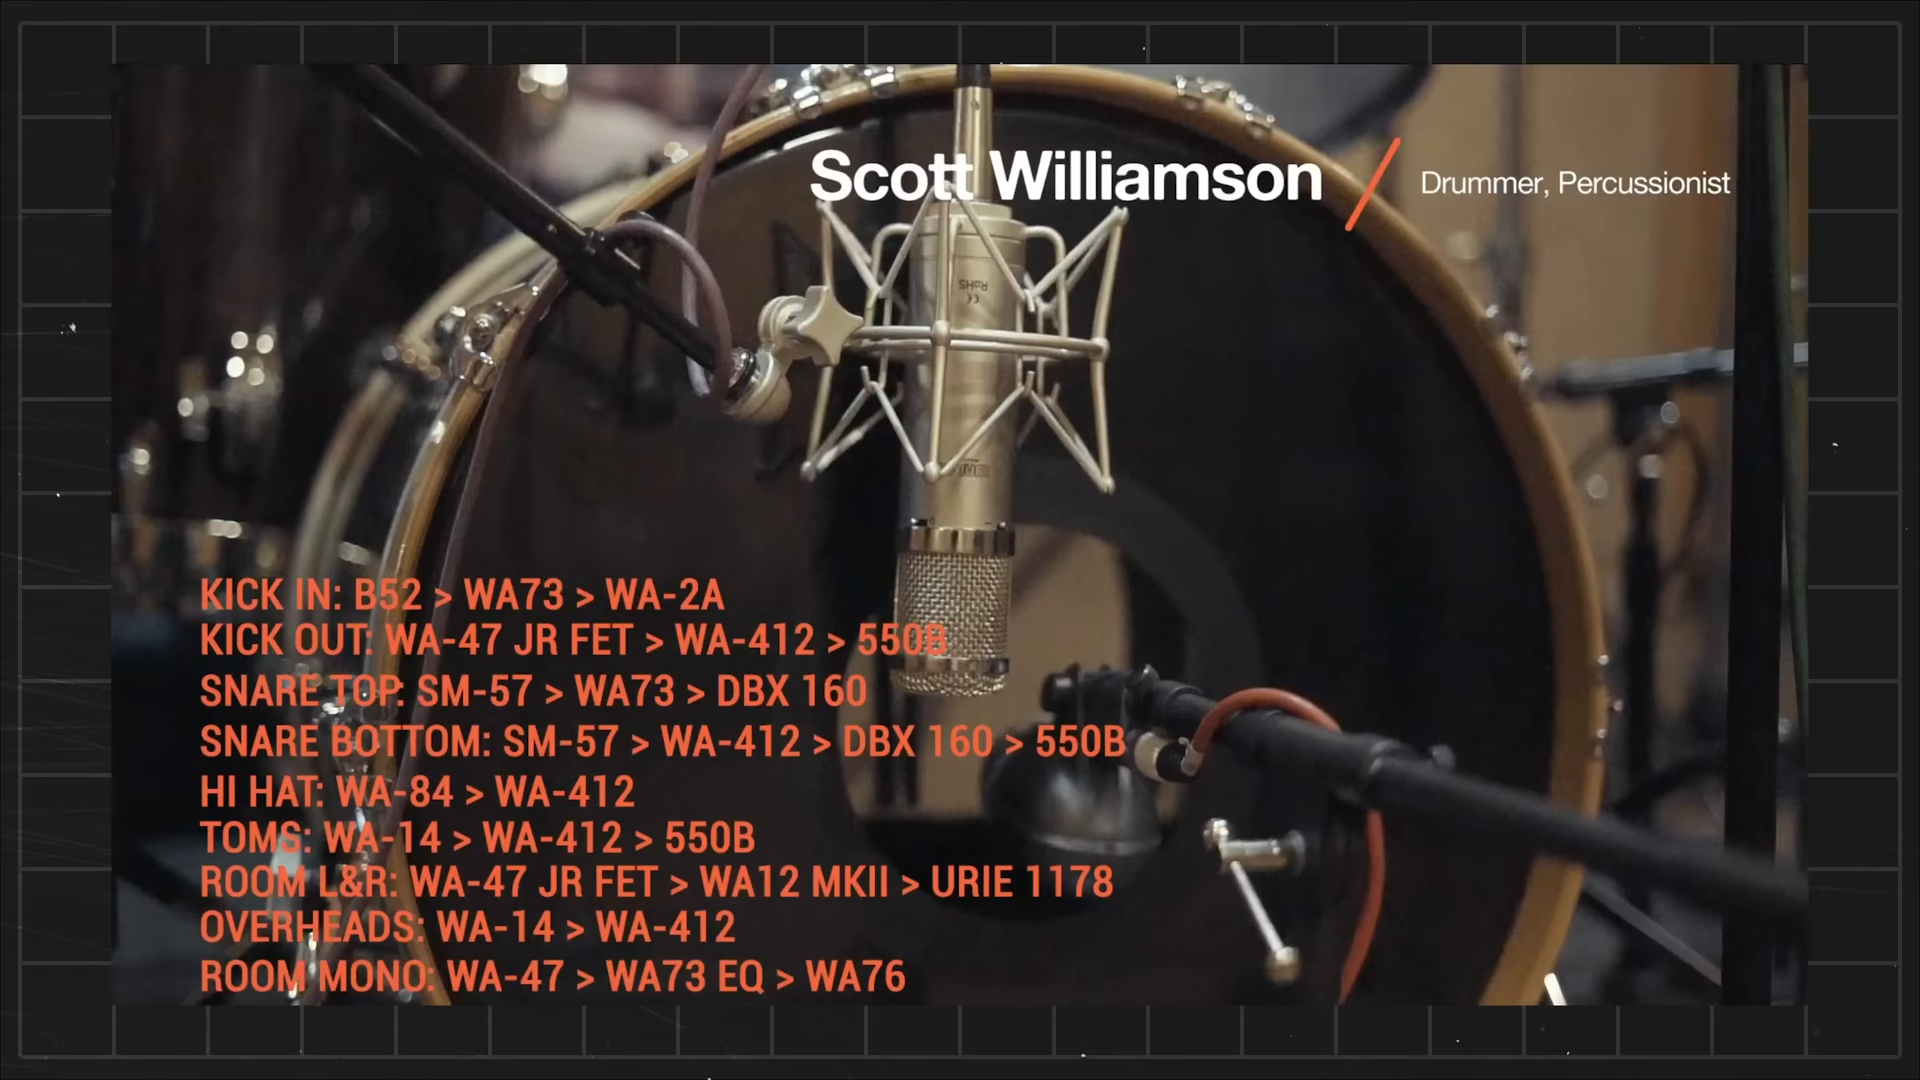 Scott Williamson
Drummer, Percussionist
RoHS
KICK IN: B52 > WA73 > WA-2A
KICK OUT: WA-47 JR FET > WA-412 > 550B
SNARE TOP: SM-57 > WA73 > DBX 160
SNARE BOTTOM: SM-57 > WA-412 > DBX 160 > 550B
HI HAT: WA-84 > WA-412
TOMS: WA-14 > WA-412 > 550B
ROOM L&R: WA-47 JR FET > WA12 MKII > URIE 1178
OVERHEADS: WA-14 > WA-412
ROOM MONO: WA-47 > WA73 EQ > WA76